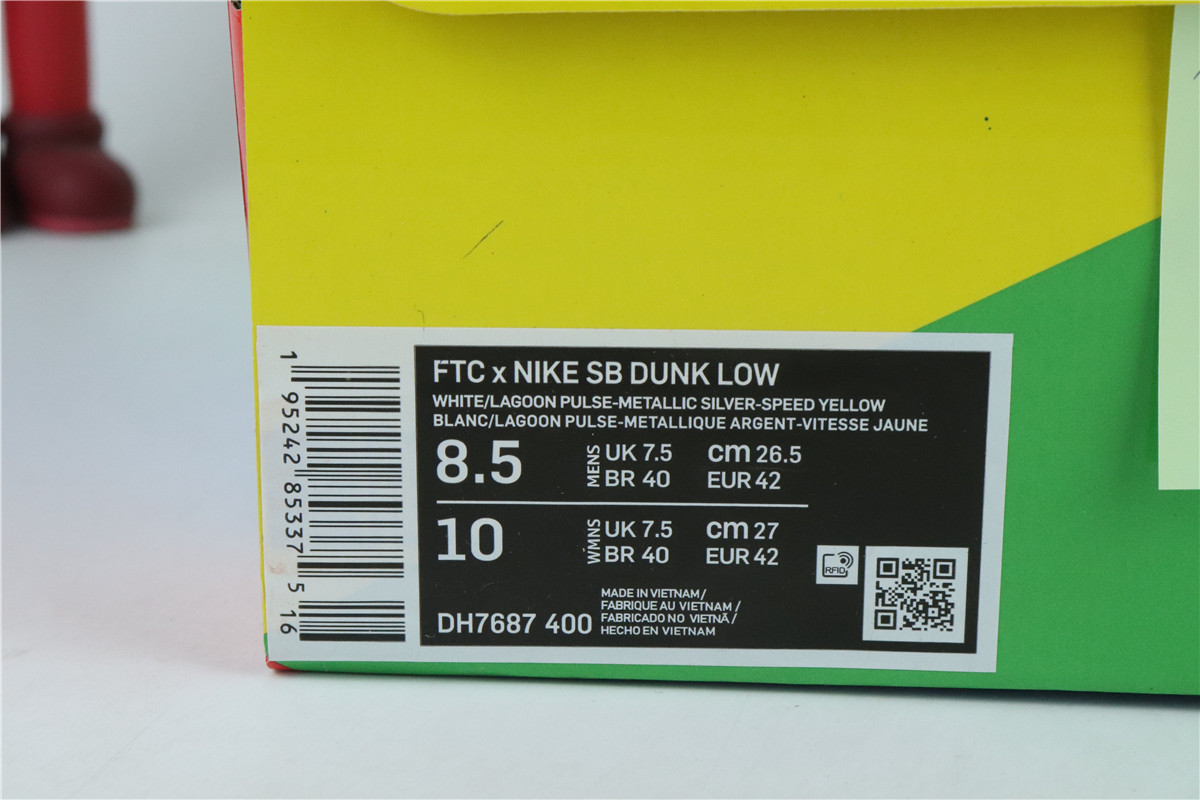 1 95242 85337 5 16
FTC x NIKE SB DUNK LOW
WHITE/LAGOON PULSE-METALLIC SILVER-SPEED YELLOW
BLANC/LAGOON PULSE-METALLIQUE ARGENT-VITESSE JAUNE
8.5 MENS UK 7.5 cm 26.5
BR 40 EUR 42
10 WMNS UK 7.5 cm 27
BR 40 EUR 42
RFID
DH7687 400
MADE IN VIETNAM/
FABRIQUE AU VIETNAM/
FABRICADO NO VIETNÃ/
HECHO EN VIETNAM